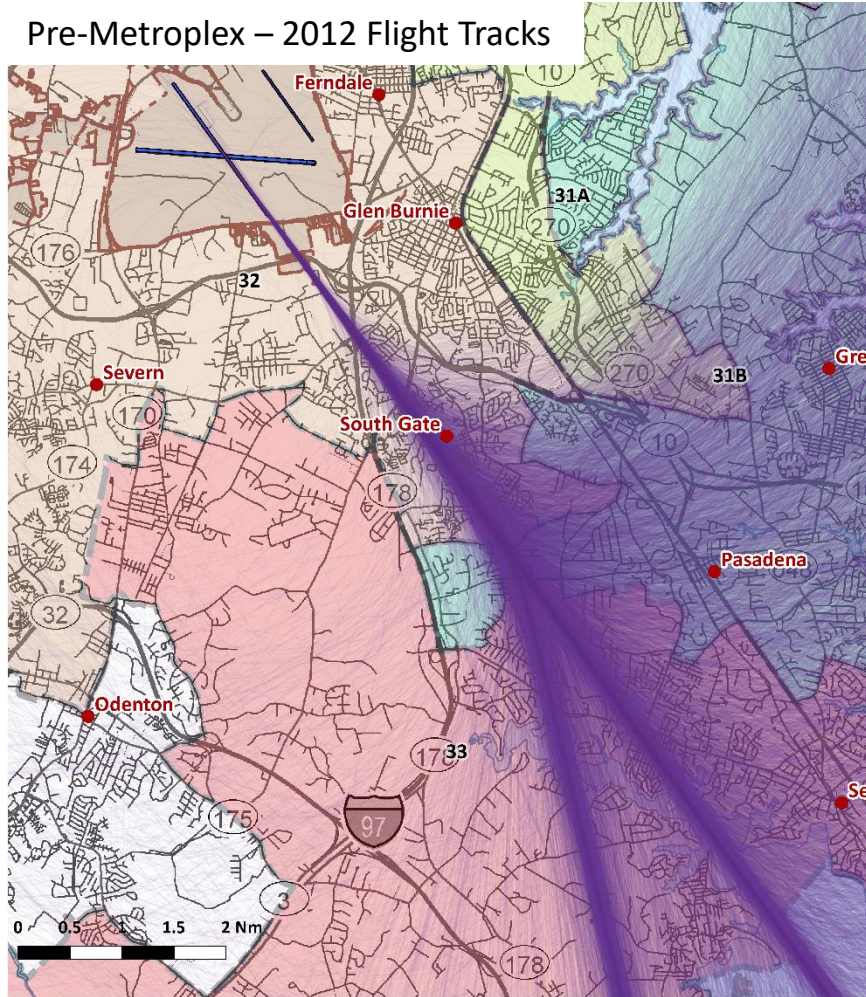 Pre-Metroplex – 2012 Flight Tracks
10
Ferndale
31A
Glen Burnie
270
176
32
Severn
270
31B
Gre
170
South Gate
10
174
178
Pasadena
32
Odenton
178
33
Se
175
97
3
0 0.5 1 1.5 2 Nm
178